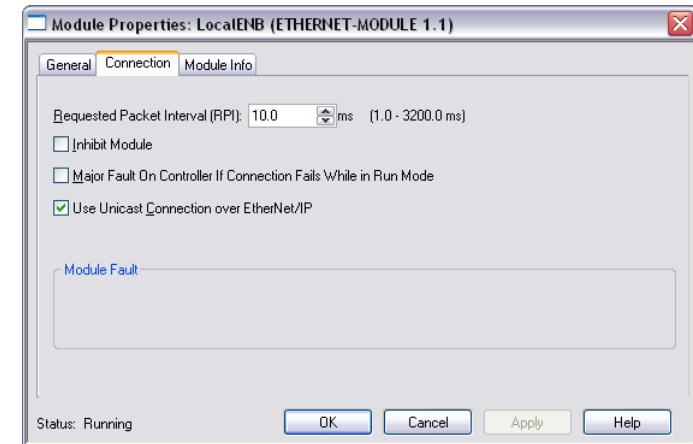 Module Properties: LocalENB (ETHERNET-MODULE 1.1)
General Connection Module Info
Requested Packet Interval (RPI): 10.0 ms (1.0 - 3200.0 ms)
Inhibit Module
Major Fault On Controller If Connection Fails While in Run Mode
Use Unicast Connection over EtherNet/IP
Module Fault
Status: Running OK Cancel Apply Help